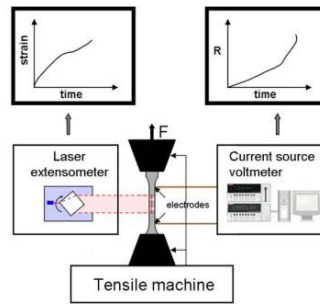 strain
time
R
time
F
Laser
extensometer
Current source
voltmeter
electrodes
Tensile machine